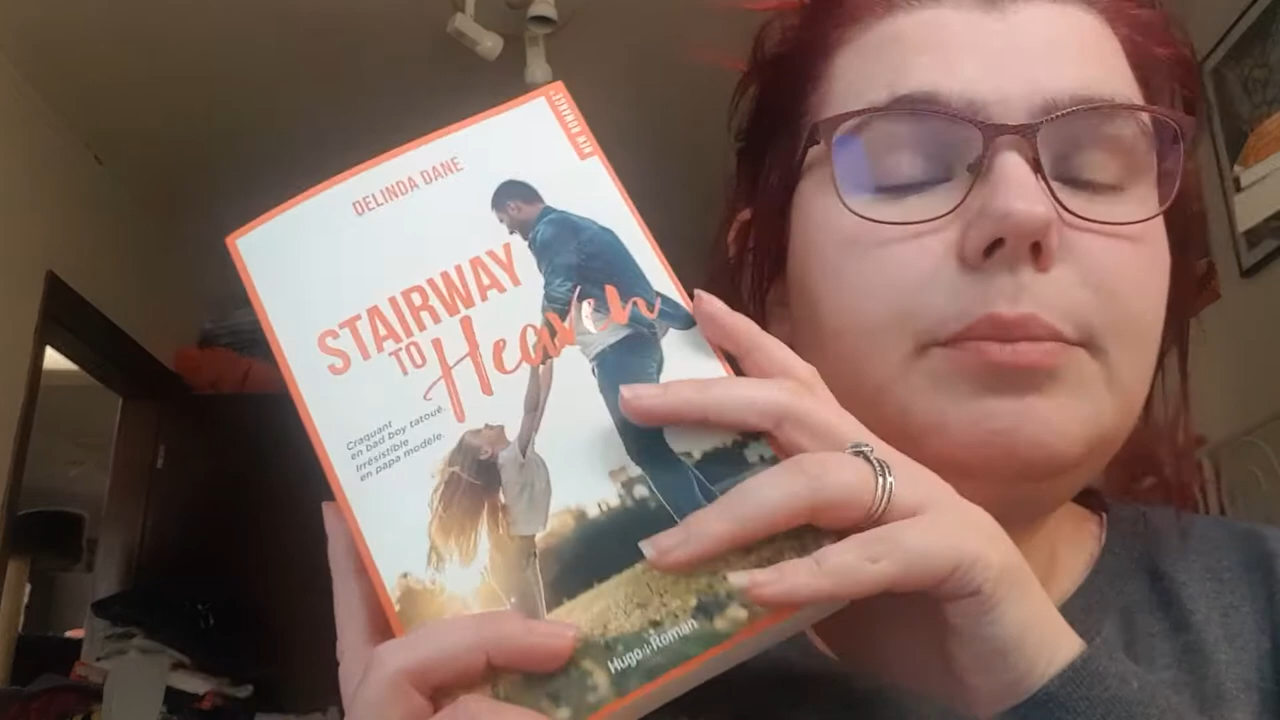 NEW ROMANCE®
DELINDA DANE
STAIRWAY
TO Heaven
Craquant
en bad boy tatoué.
Irrésistible
en papa modèle.
Hugo Roman